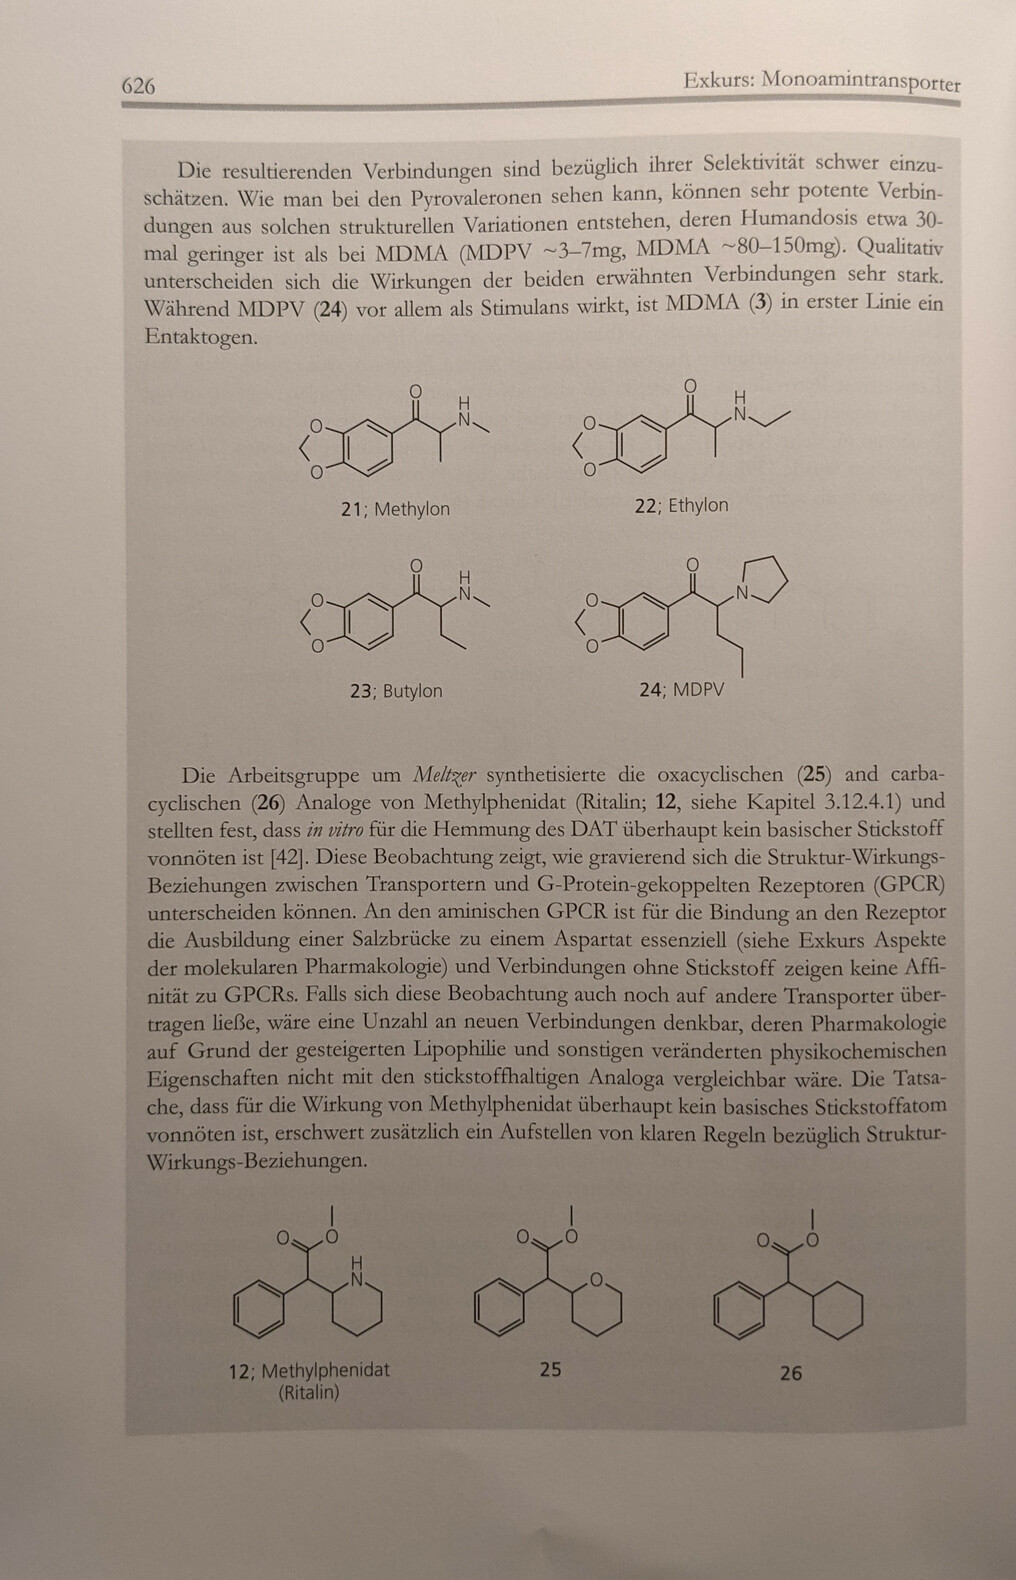 626
Exkurs: Monoamintransporter
Die resultierenden Verbindungen sind bezüglich ihrer Selektivität schwer einzu-
schätzen. Wie man bei den Pyrovaleronen sehen kann, können sehr potente Verbin-
dungen aus solchen strukturellen Variationen entstehen, deren Humandosis etwa 30-
mal geringer ist als bei MDMA (MDPV ~3–7mg, MDMA ~80–150mg). Qualitativ
unterscheiden sich die Wirkungen der beiden erwähnten Verbindungen sehr stark.
Während MDPV (24) vor allem als Stimulans wirkt, ist MDMA (3) in erster Linie ein
Entaktogen.
O
O
O
H
N
O
O
O
H
N
21; Methylon
22; Ethylon
O
O
O
H
N
O
O
O
N
23; Butylon
24; MDPV
Die Arbeitsgruppe um Meltzer synthetisierte die oxacyclischen (25) and carba-
cyclischen (26) Analoge von Methylphenidat (Ritalin; 12, siehe Kapitel 3.12.4.1) und
stellten fest, dass in vitro für die Hemmung des DAT überhaupt kein basischer Stickstoff
vonnöten ist [42]. Diese Beobachtung zeigt, wie gravierend sich die Struktur-Wirkungs-
Beziehungen zwischen Transportern und G-Protein-gekoppelten Rezeptoren (GPCR)
unterscheiden können. An den aminischen GPCR ist für die Bindung an den Rezeptor
die Ausbildung einer Salzbrücke zu einem Aspartat essenziell (siehe Exkurs Aspekte
der molekularen Pharmakologie) und Verbindungen ohne Stickstoff zeigen keine Affi-
nität zu GPCRs. Falls sich diese Beobachtung auch noch auf andere Transporter über-
tragen ließe, wäre eine Unzahl an neuen Verbindungen denkbar, deren Pharmakologie
auf Grund der gesteigerten Lipophilie und sonstigen veränderten physikochemischen
Eigenschaften nicht mit den stickstoffhaltigen Analoga vergleichbar wäre. Die Tatsa-
che, dass für die Wirkung von Methylphenidat überhaupt kein basisches Stickstoffatom
vonnöten ist, erschwert zusätzlich ein Aufstellen von klaren Regeln bezüglich Struktur-
Wirkungs-Beziehungen.
O
O
H
N
O
O
O
O
O
12; Methylphenidat
(Ritalin)
25
26